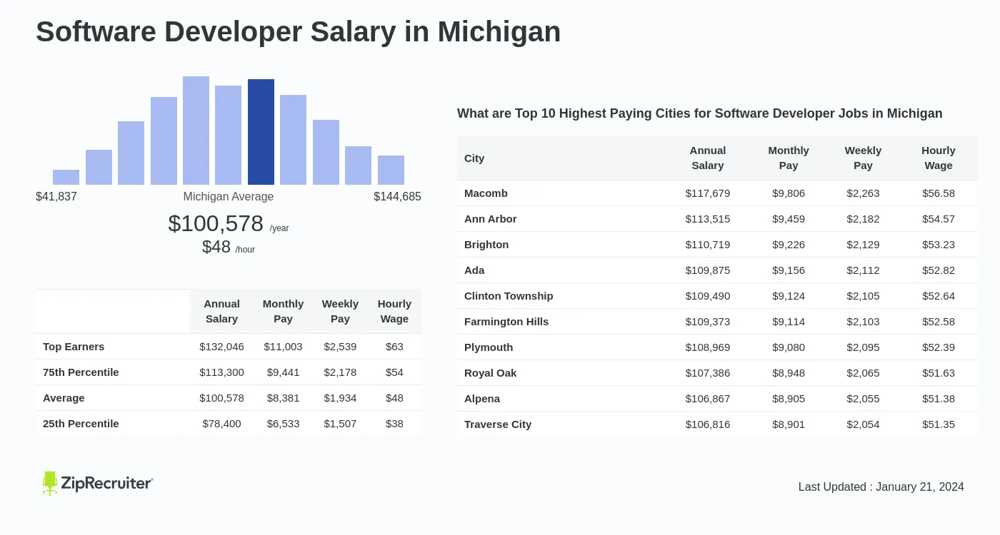 Software Developer Salary in Michigan
$41,837 Michigan Average $144,685
$100,578 /year
$48 /hour
Annual Salary Monthly Pay Weekly Pay Hourly Wage
Top Earners $132,046 $11,003 $2,539 $63
75th Percentile $113,300 $9,441 $2,178 $54
Average $100,578 $8,381 $1,934 $48
25th Percentile $78,400 $6,533 $1,507 $38
What are Top 10 Highest Paying Cities for Software Developer Jobs in Michigan
City Annual Salary Monthly Pay Weekly Pay Hourly Wage
Macomb $117,679 $9,806 $2,263 $56.58
Ann Arbor $113,515 $9,459 $2,182 $54.57
Brighton $110,719 $9,226 $2,129 $53.23
Ada $109,875 $9,156 $2,112 $52.82
Clinton Township $109,490 $9,124 $2,105 $52.64
Farmington Hills $109,373 $9,114 $2,103 $52.58
Plymouth $108,969 $9,080 $2,095 $52.39
Royal Oak $107,386 $8,948 $2,065 $51.63
Alpena $106,867 $8,905 $2,055 $51.38
Traverse City $106,816 $8,901 $2,054 $51.35
ZipRecruiter®
Last Updated : January 21, 2024